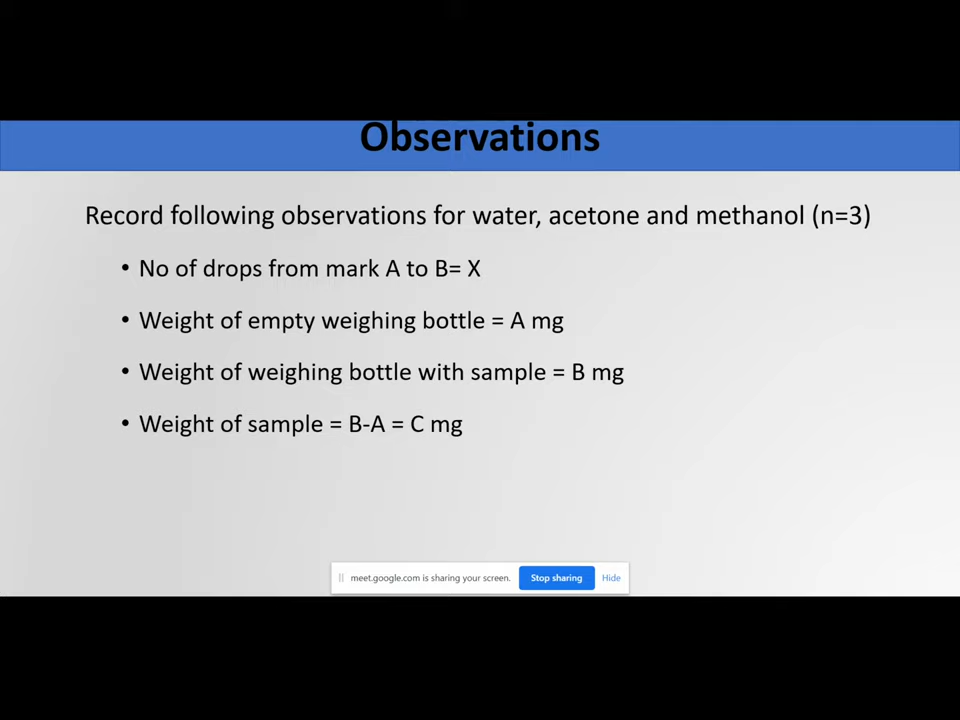 Observations
Record following observations for water, acetone and methanol (n=3)
• No of drops from mark A to B= X
• Weight of empty weighing bottle = A mg
• Weight of weighing bottle with sample = B mg
• Weight of sample = B-A = C mg
meet.google.com is sharing your screen. Stop sharing Hide